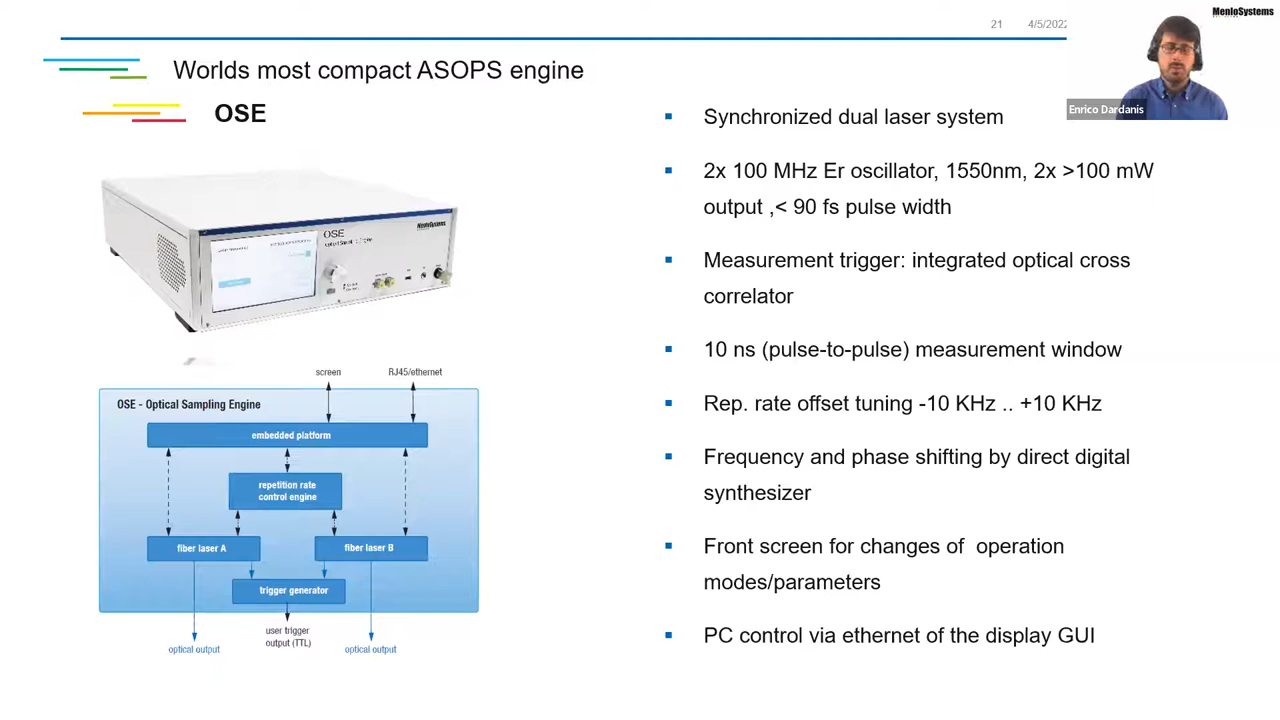 21 4/5/2022
MenloSystems
Enrico Dardanis
Worlds most compact ASOPS engine
OSE
OSE
MenloSystems
screen
RJ45/ethernet
OSE - Optical Sampling Engine
embedded platform
repetition rate
control engine
fiber laser A
fiber laser B
trigger generator
optical output
user trigger
output (TTL)
optical output
▪ Synchronized dual laser system
▪ 2x 100 MHz Er oscillator, 1550nm, 2x >100 mW
output ,< 90 fs pulse width
▪ Measurement trigger: integrated optical cross
correlator
▪ 10 ns (pulse-to-pulse) measurement window
▪ Rep. rate offset tuning -10 KHz .. +10 KHz
▪ Frequency and phase shifting by direct digital
synthesizer
▪ Front screen for changes of operation
modes/parameters
▪ PC control via ethernet of the display GUI